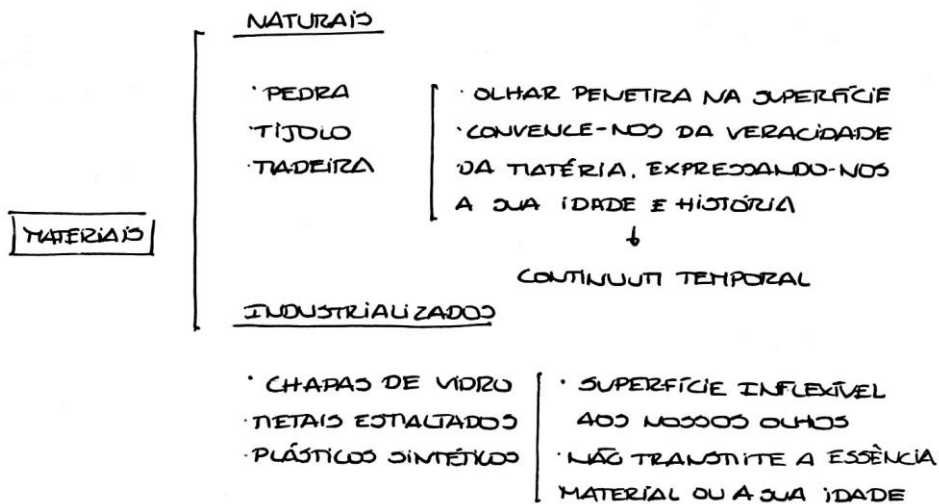 NATURAIS
· PEDRA
· TIJOLO
· MADEIRA
· OLHAR PENETRA NA SUPERFÍCIE
· CONVENCE-NOS DA VERACIDADE
DA MATÉRIA, EXPRESSANDO-NOS
A SUA IDADE E HISTÓRIA
CONTINUUM TEMPORAL
MATERIAIS
INDUSTRIALIZADOS
· CHAPAS DE VIDRO
· METAIS ESMALTADOS
· PLÁSTICOS SINTÉTICOS
· SUPERFÍCIE INFLEXÍVEL
AOS NOSSOS OLHOS
· NÃO TRANSMITE A ESSÊNCIA
MATERIAL OU A SUA IDADE